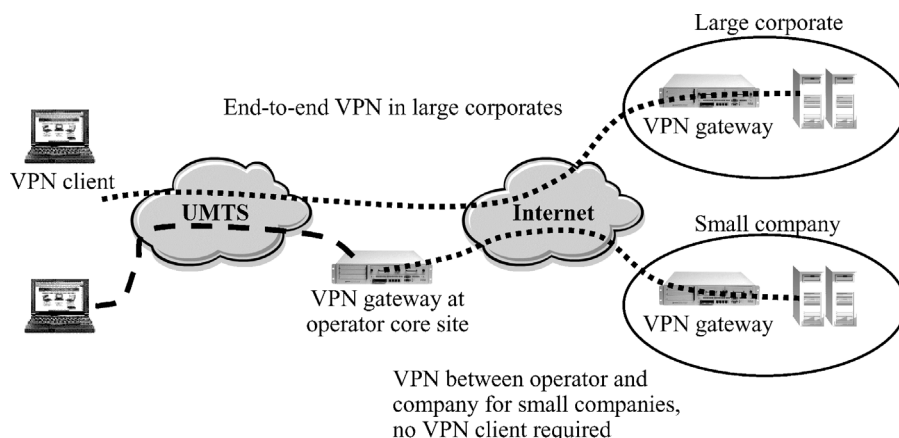 Large corporate
End-to-end VPN in large corporates
VPN gateway
VPN client
UMTS
Internet
Small company
VPN gateway at
operator core site
VPN gateway
VPN between operator and
company for small companies,
no VPN client required